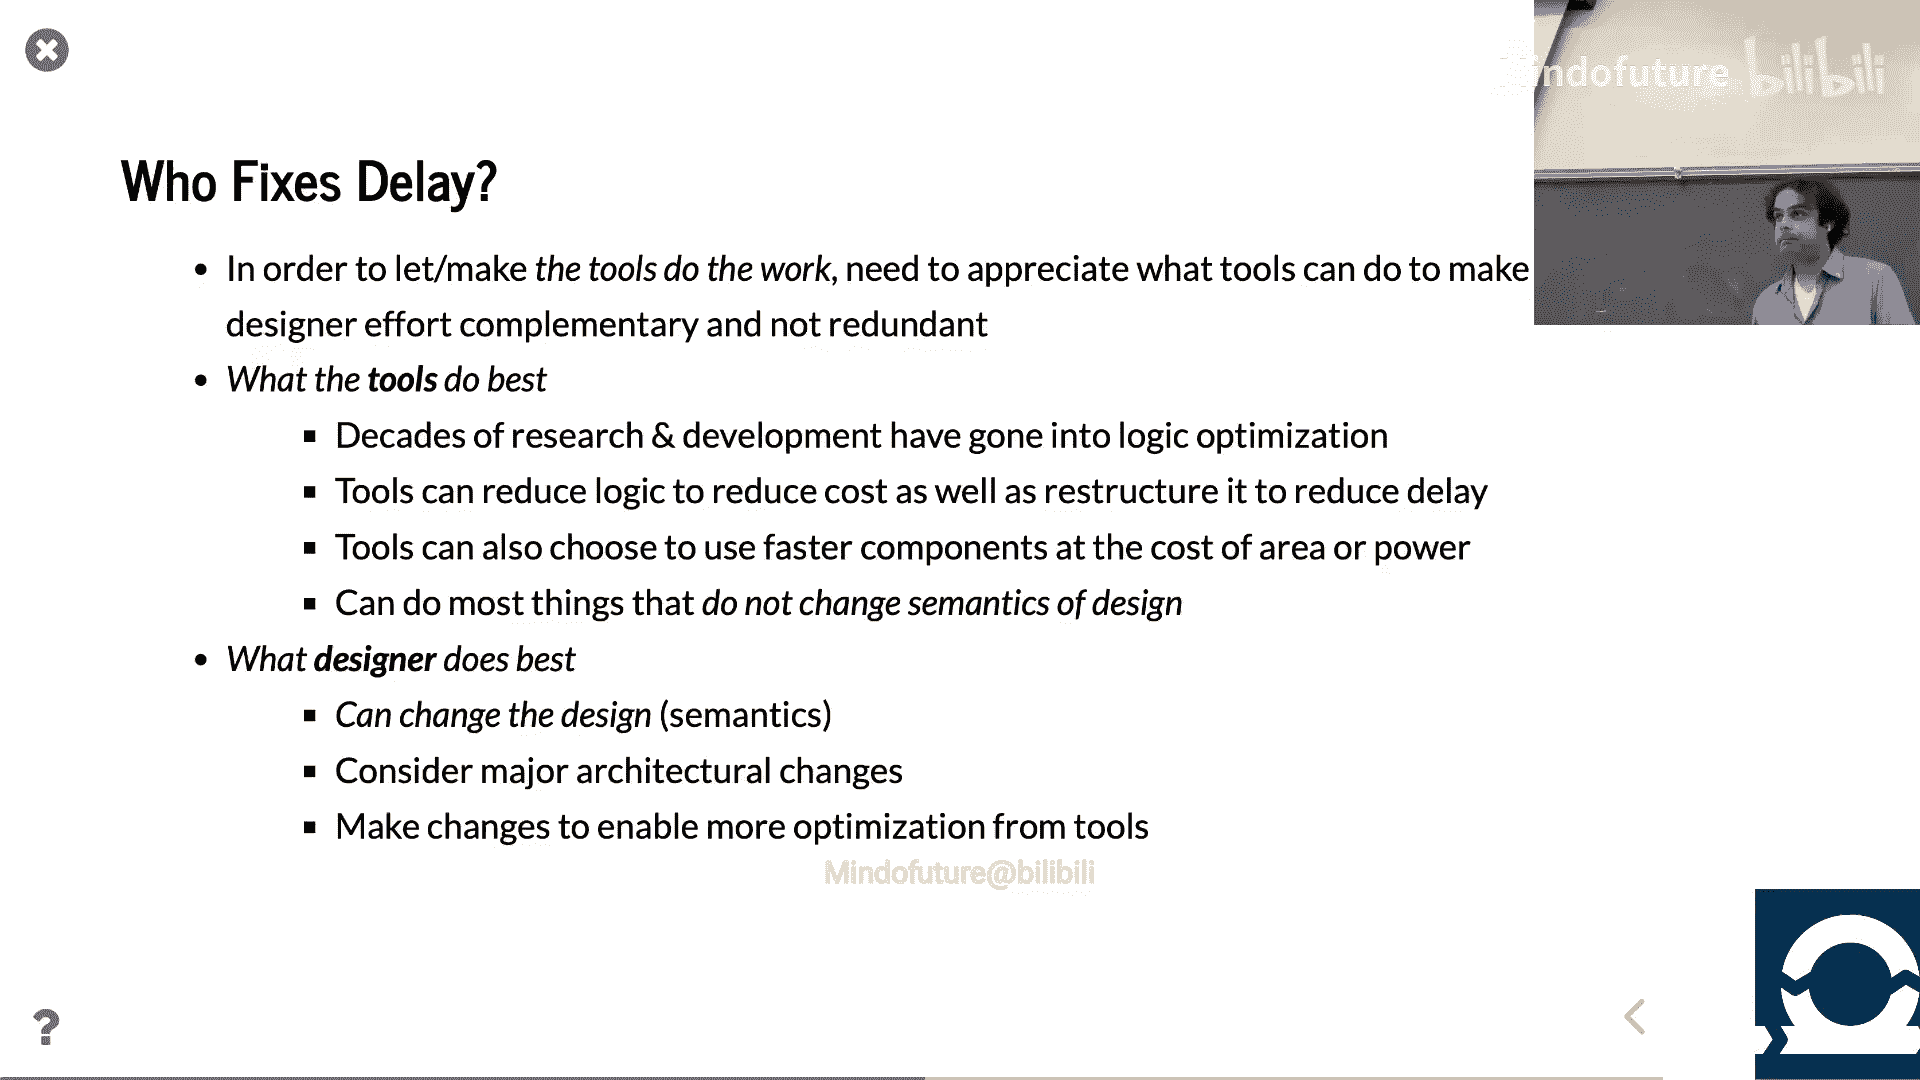 indofuture bilibili
Who Fixes Delay?
• In order to let/make the tools do the work, need to appreciate what tools can do to make
designer effort complementary and not redundant
• What the tools do best
▪ Decades of research & development have gone into logic optimization
▪ Tools can reduce logic to reduce cost as well as restructure it to reduce delay
▪ Tools can also choose to use faster components at the cost of area or power
▪ Can do most things that do not change semantics of design
• What designer does best
▪ Can change the design (semantics)
▪ Consider major architectural changes
▪ Make changes to enable more optimization from tools
Mindofuture@bilibili
?